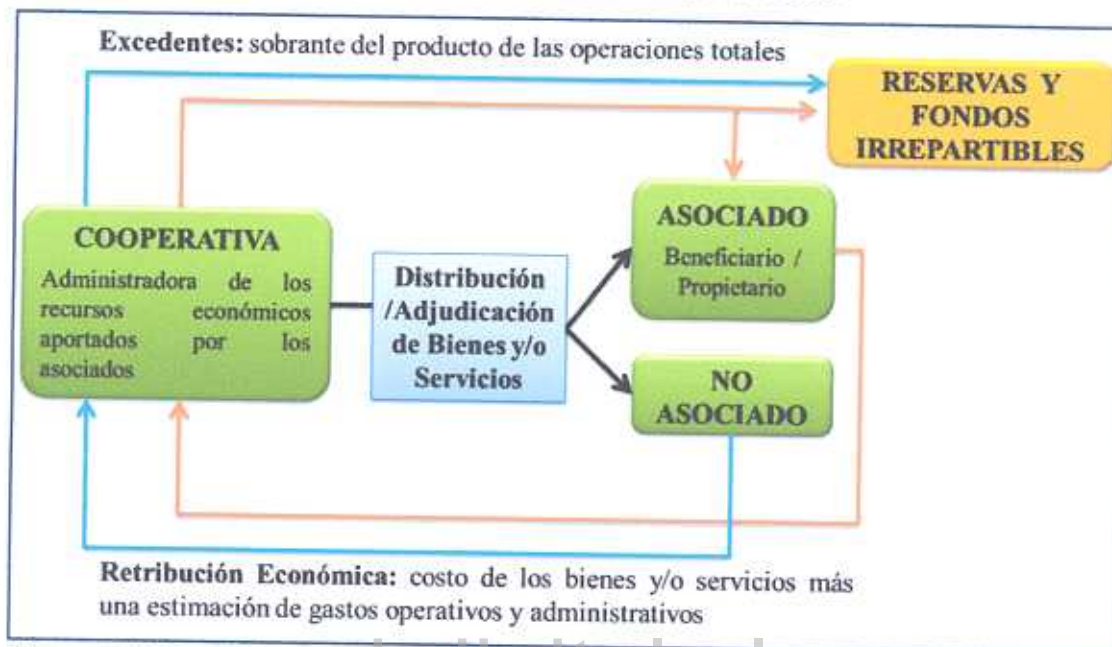 Excedentes: sobrante del producto de las operaciones totales
RESERVAS Y
FONDOS
IRREPARTIBLES
COOPERATIVA
Administradora de los
recursos económicos
aportados por los
asociados
Distribución
/Adjudicación
de Bienes y/o
Servicios
ASOCIADO
Beneficiario /
Propietario
NO
ASOCIADO
Retribución Económica: costo de los bienes y/o servicios más
una estimación de gastos operativos y administrativos